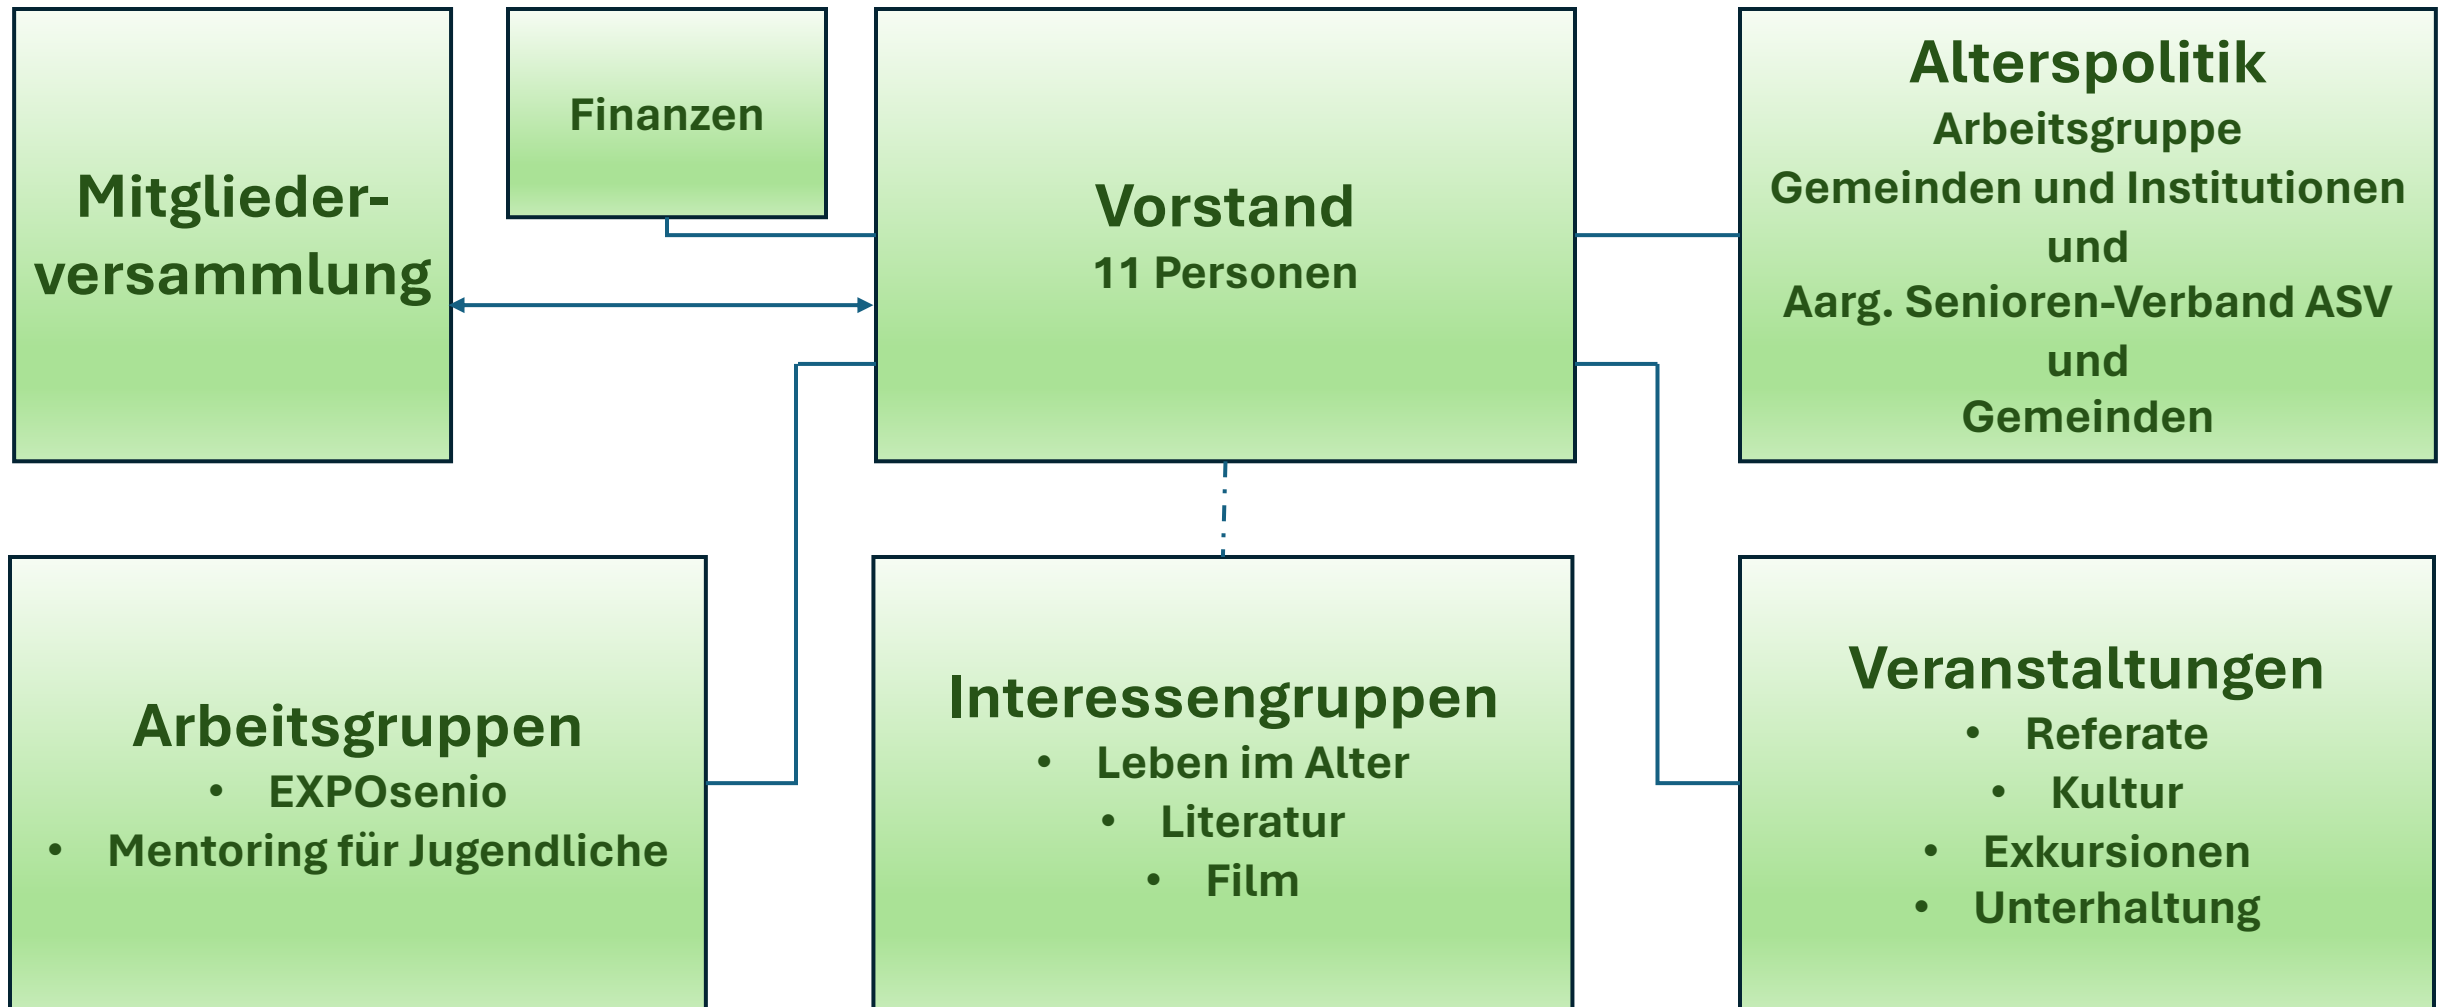 Mitglieder-
versammlung
Finanzen
Vorstand
11 Personen
Alterspolitik
Arbeitsgruppe
Gemeinden und Institutionen
und
Aarg. Senioren-Verband ASV
und
Gemeinden
Arbeitsgruppen
• EXPOsenio
• Mentoring für Jugendliche
Interessengruppen
• Leben im Alter
• Literatur
• Film
Veranstaltungen
• Referate
• Kultur
• Exkursionen
• Unterhaltung